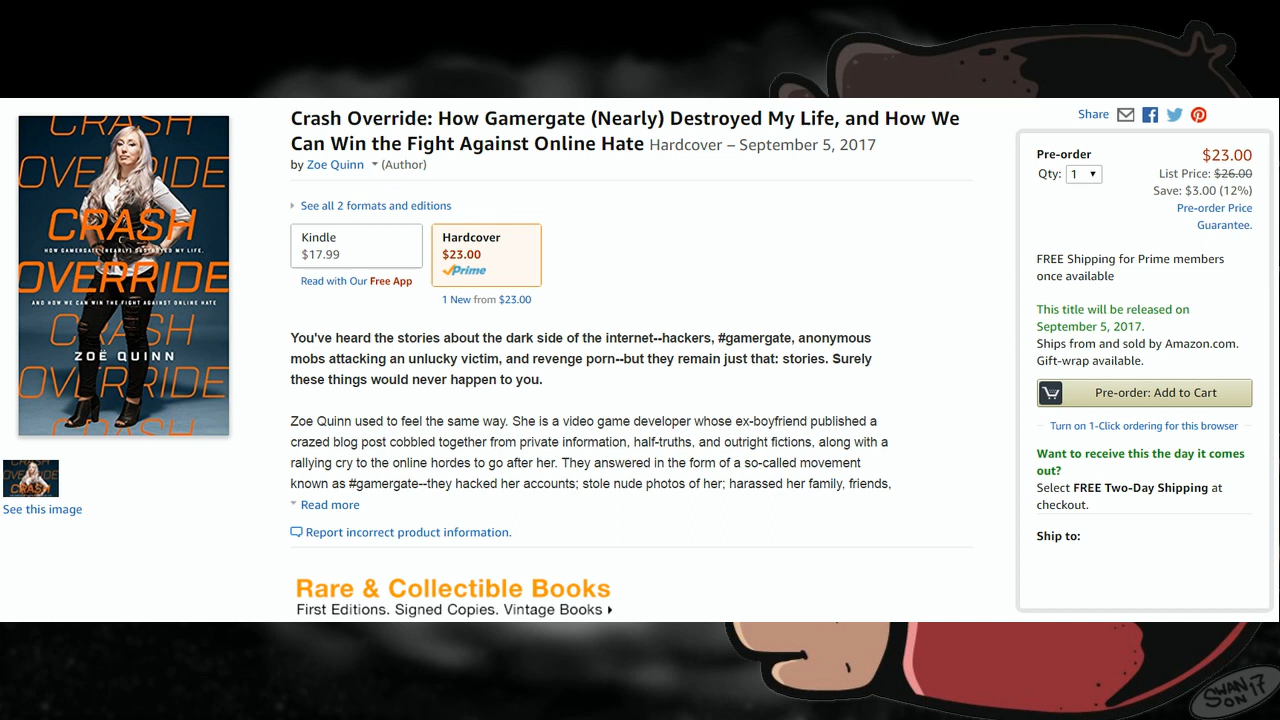 CRASH
OVERRIDE
CRASH
HOW GAMERGATE (NEARLY) DESTROYED MY LIFE,
OVERRIDE
AND HOW WE CAN WIN THE FIGHT AGAINST ONLINE HATE
CRASH
ZOË QUINN
OVERRIDE
CRASH
See this image
Crash Override: How Gamergate (Nearly) Destroyed My Life, and How We
Can Win the Fight Against Online Hate Hardcover – September 5, 2017
by Zoe Quinn (Author)
See all 2 formats and editions
Kindle
$17.99
Read with Our Free App
Hardcover
$23.00
Prime
1 New from $23.00
You've heard the stories about the dark side of the internet--hackers, #gamergate, anonymous
mobs attacking an unlucky victim, and revenge porn--but they remain just that: stories. Surely
these things would never happen to you.
Zoe Quinn used to feel the same way. She is a video game developer whose ex-boyfriend published a
crazed blog post cobbled together from private information, half-truths, and outright fictions, along with a
rallying cry to the online hordes to go after her. They answered in the form of a so-called movement
known as #gamergate--they hacked her accounts; stole nude photos of her; harassed her family, friends,
Read more
Report incorrect product information.
Rare & Collectible Books
First Editions. Signed Copies. Vintage Books
Share
Pre-order $23.00
Qty: 1 List Price: $26.00
Save: $3.00 (12%)
Pre-order Price
Guarantee.
FREE Shipping for Prime members
once available
This title will be released on
September 5, 2017.
Ships from and sold by Amazon.com.
Gift-wrap available.
Pre-order: Add to Cart
Turn on 1-Click ordering for this browser
Want to receive this the day it comes
out?
Select FREE Two-Day Shipping at
checkout.
Ship to:
SWAN
SON 17